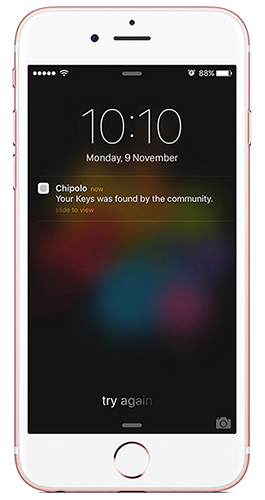 88%
10:10
Monday, 9 November
Chipolo now
Your Keys was found by the community.
slide to view
try again